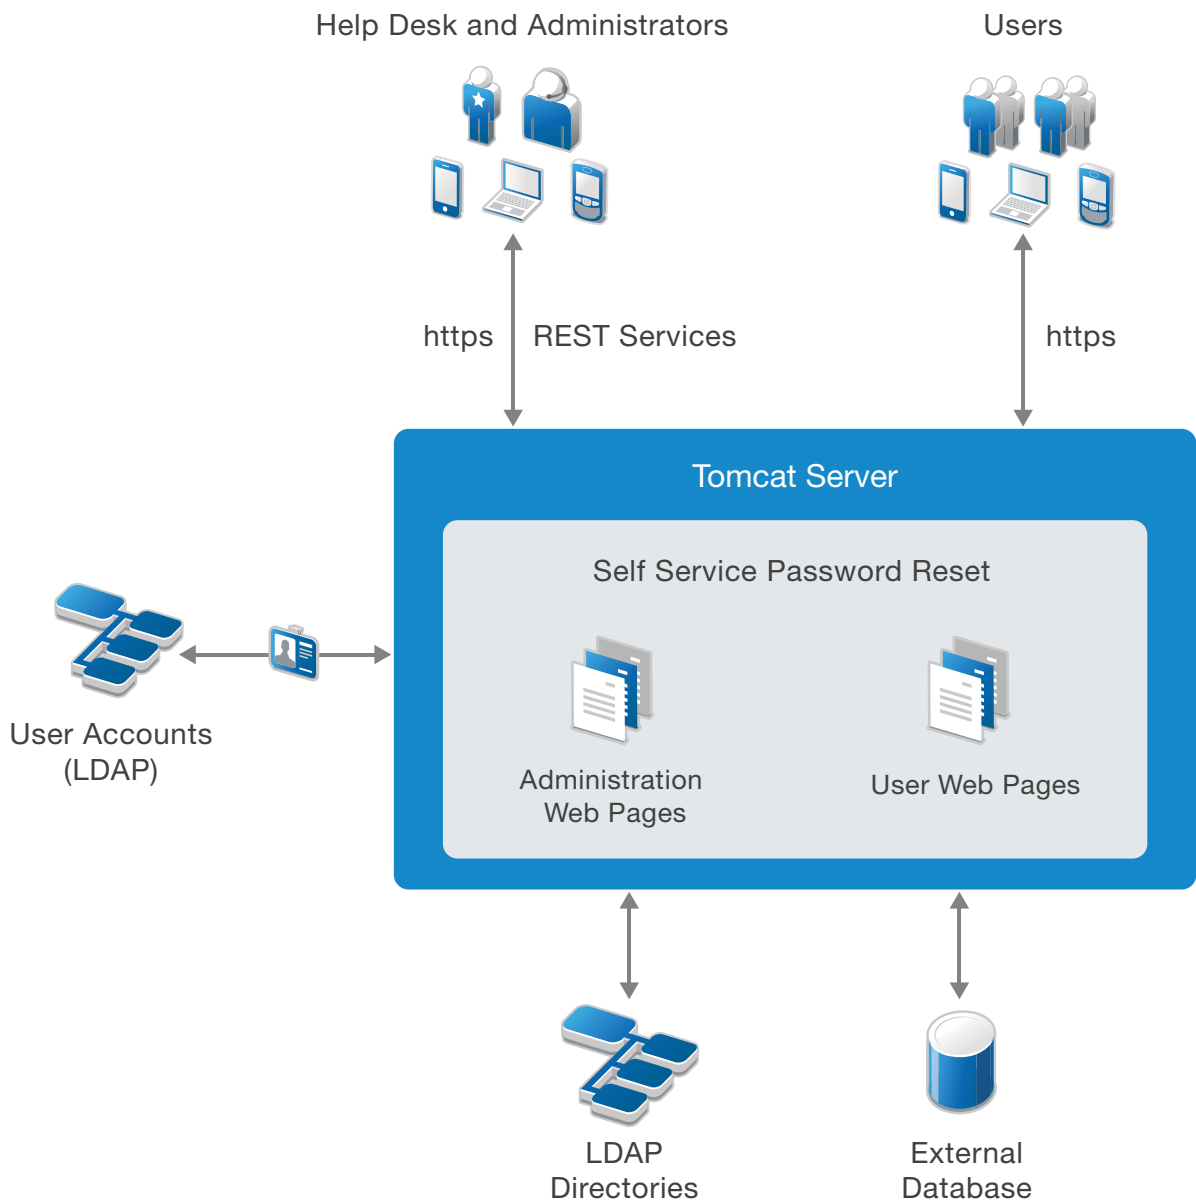 Help Desk and Administrators
Users
https
REST Services
https
Tomcat Server
Self Service Password Reset
User Accounts
(LDAP)
Administration
Web Pages
User Web Pages
LDAP
Directories
External
Database